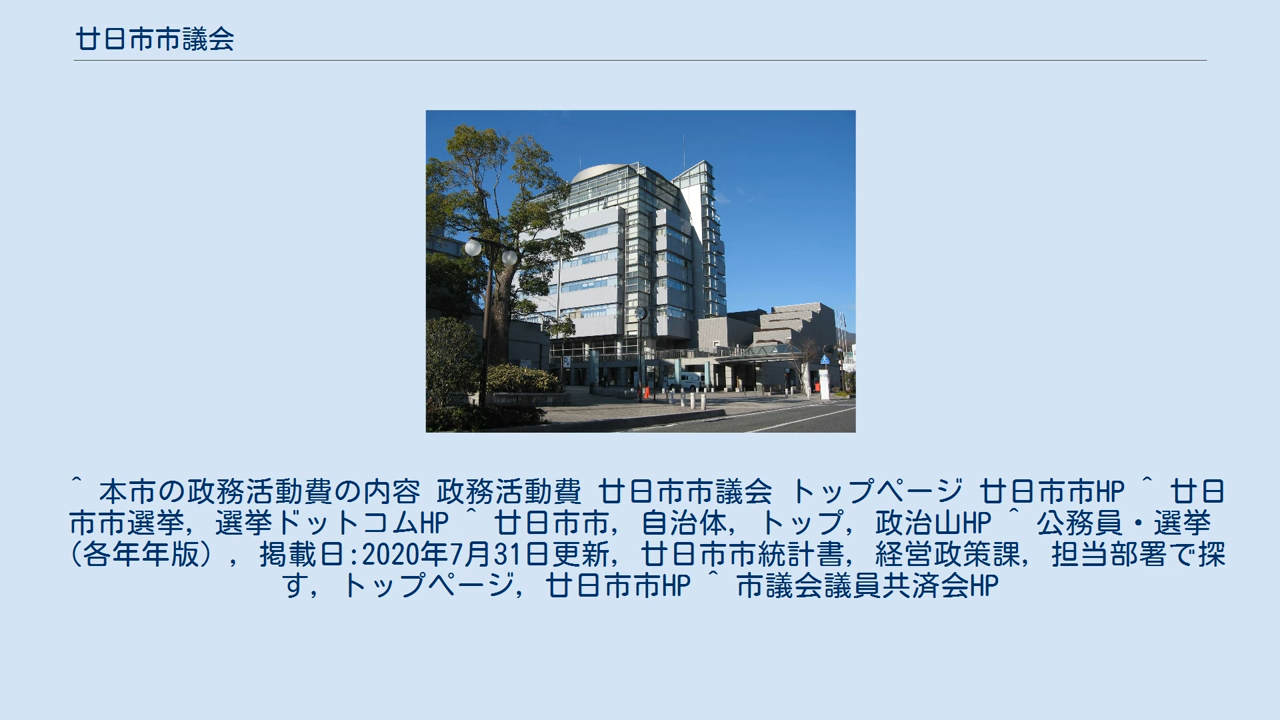 廿日市市議会
^ 本市の政務活動費の内容 政務活動費 廿日市市議会 トップページ 廿日市市HP ^ 廿日
市市選挙, 選挙ドットコムHP ^ 廿日市市, 自治体, トップ, 政治山HP ^ 公務員・選挙
(各年年版), 掲載日:2020年7月31日更新, 廿日市市統計書, 経営政策課, 担当部署で探
す, トップページ, 廿日市市HP ^ 市議会議員共済会HP